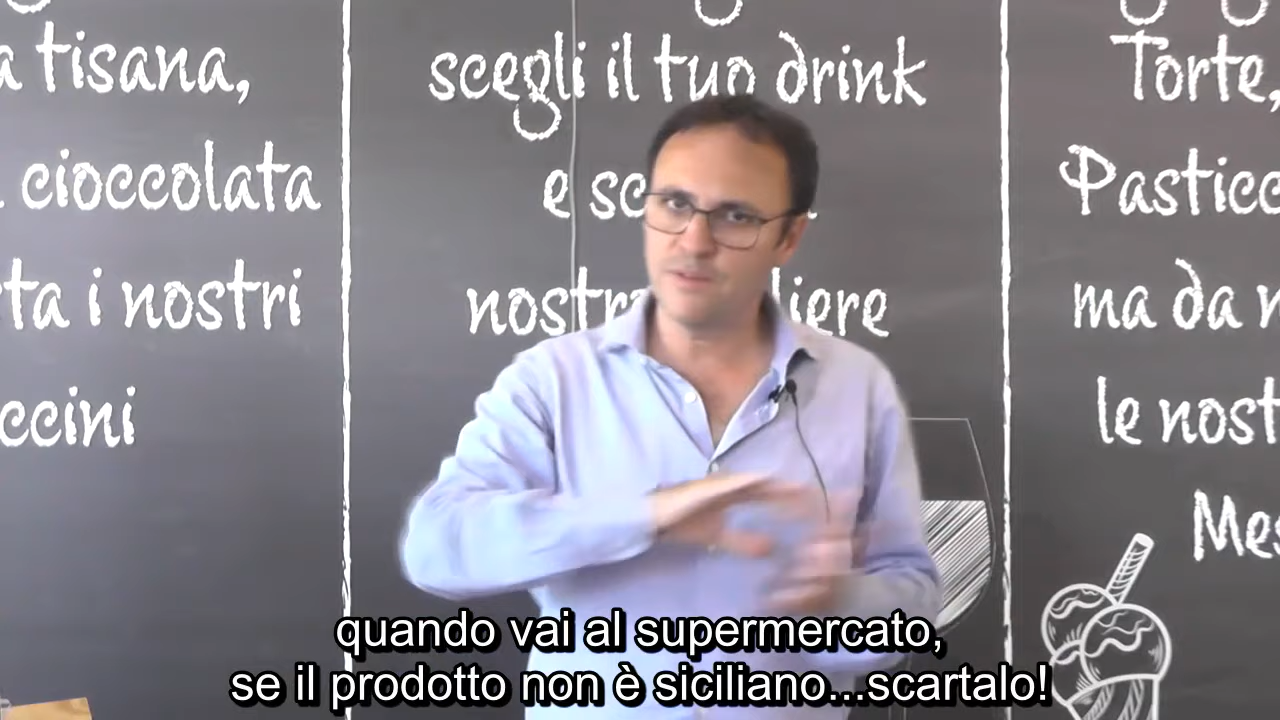 a tisana,
cioccolata
ta i nostri
ccini
scegli il tuo drink
e sc
nostr liere
Torte,
Pasticc
ma da n
le nost
Mes
quando vai al supermercato,
se il prodotto non è siciliano...scartalo!